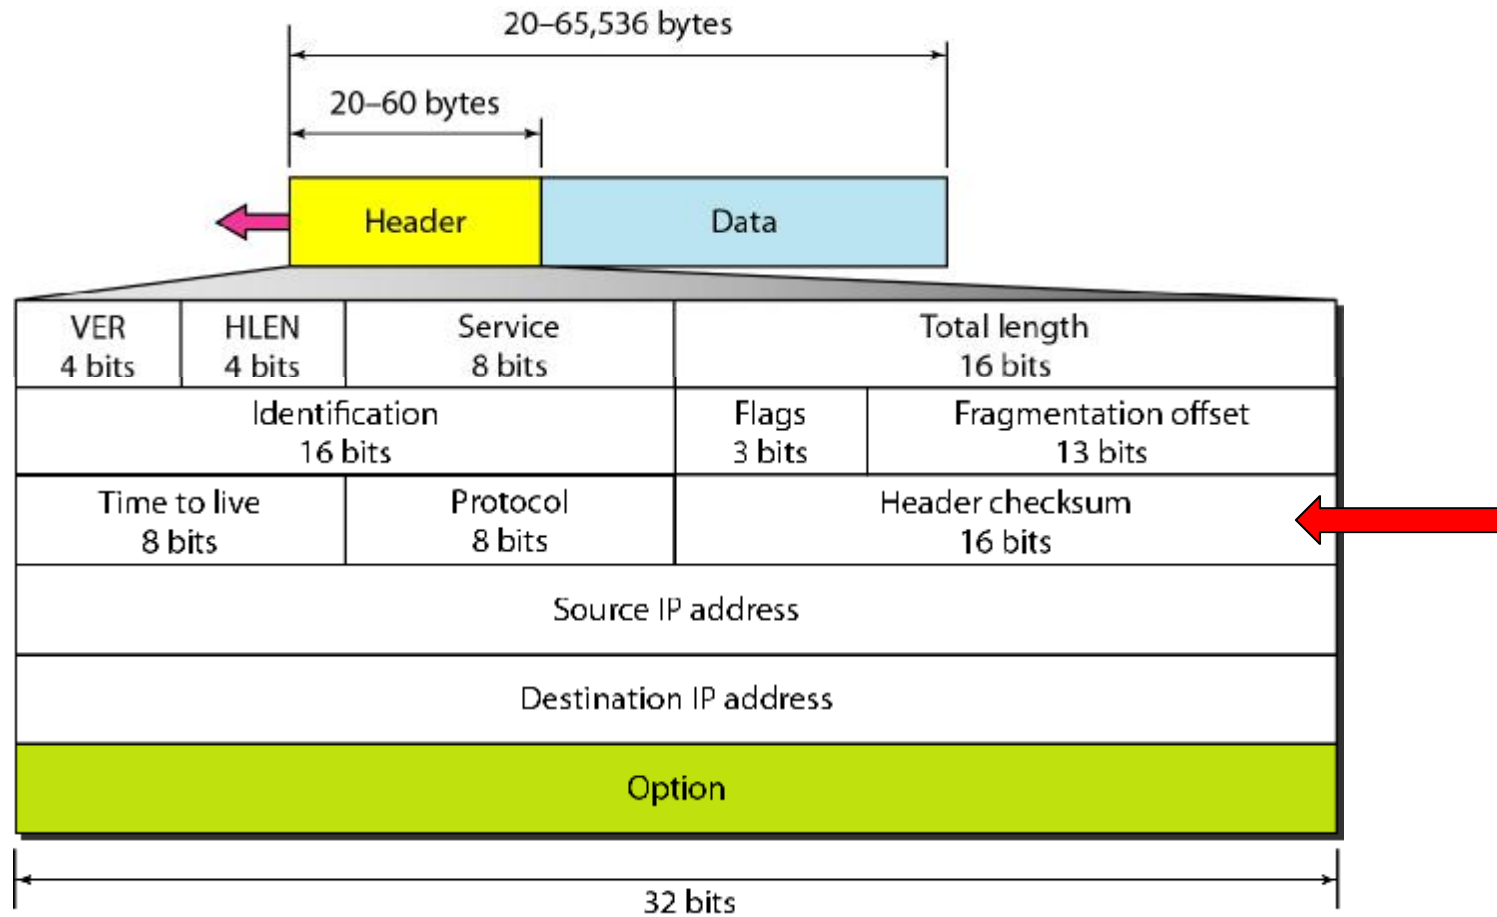 20–65,536 bytes
20–60 bytes
Header
Data
VER
4 bits
HLEN
4 bits
Service
8 bits
Total length
16 bits
Identification
16 bits
Flags
3 bits
Fragmentation offset
13 bits
Time to live
8 bits
Protocol
8 bits
Header checksum
16 bits
Source IP address
Destination IP address
Option
32 bits